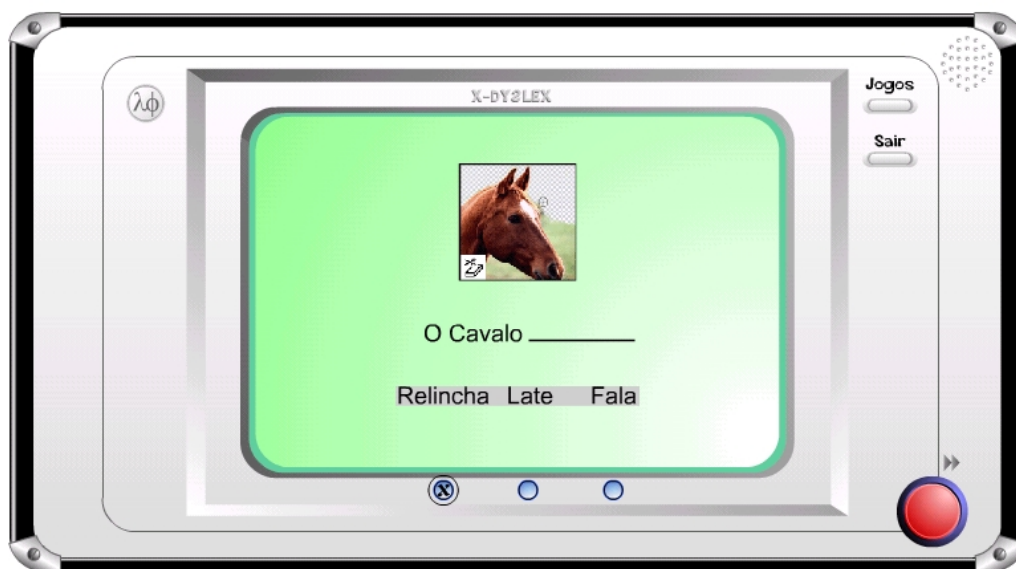 X-DYSLEX
λφ
Jogos
Sair
O Cavalo ________
Relincha Late Fala
X